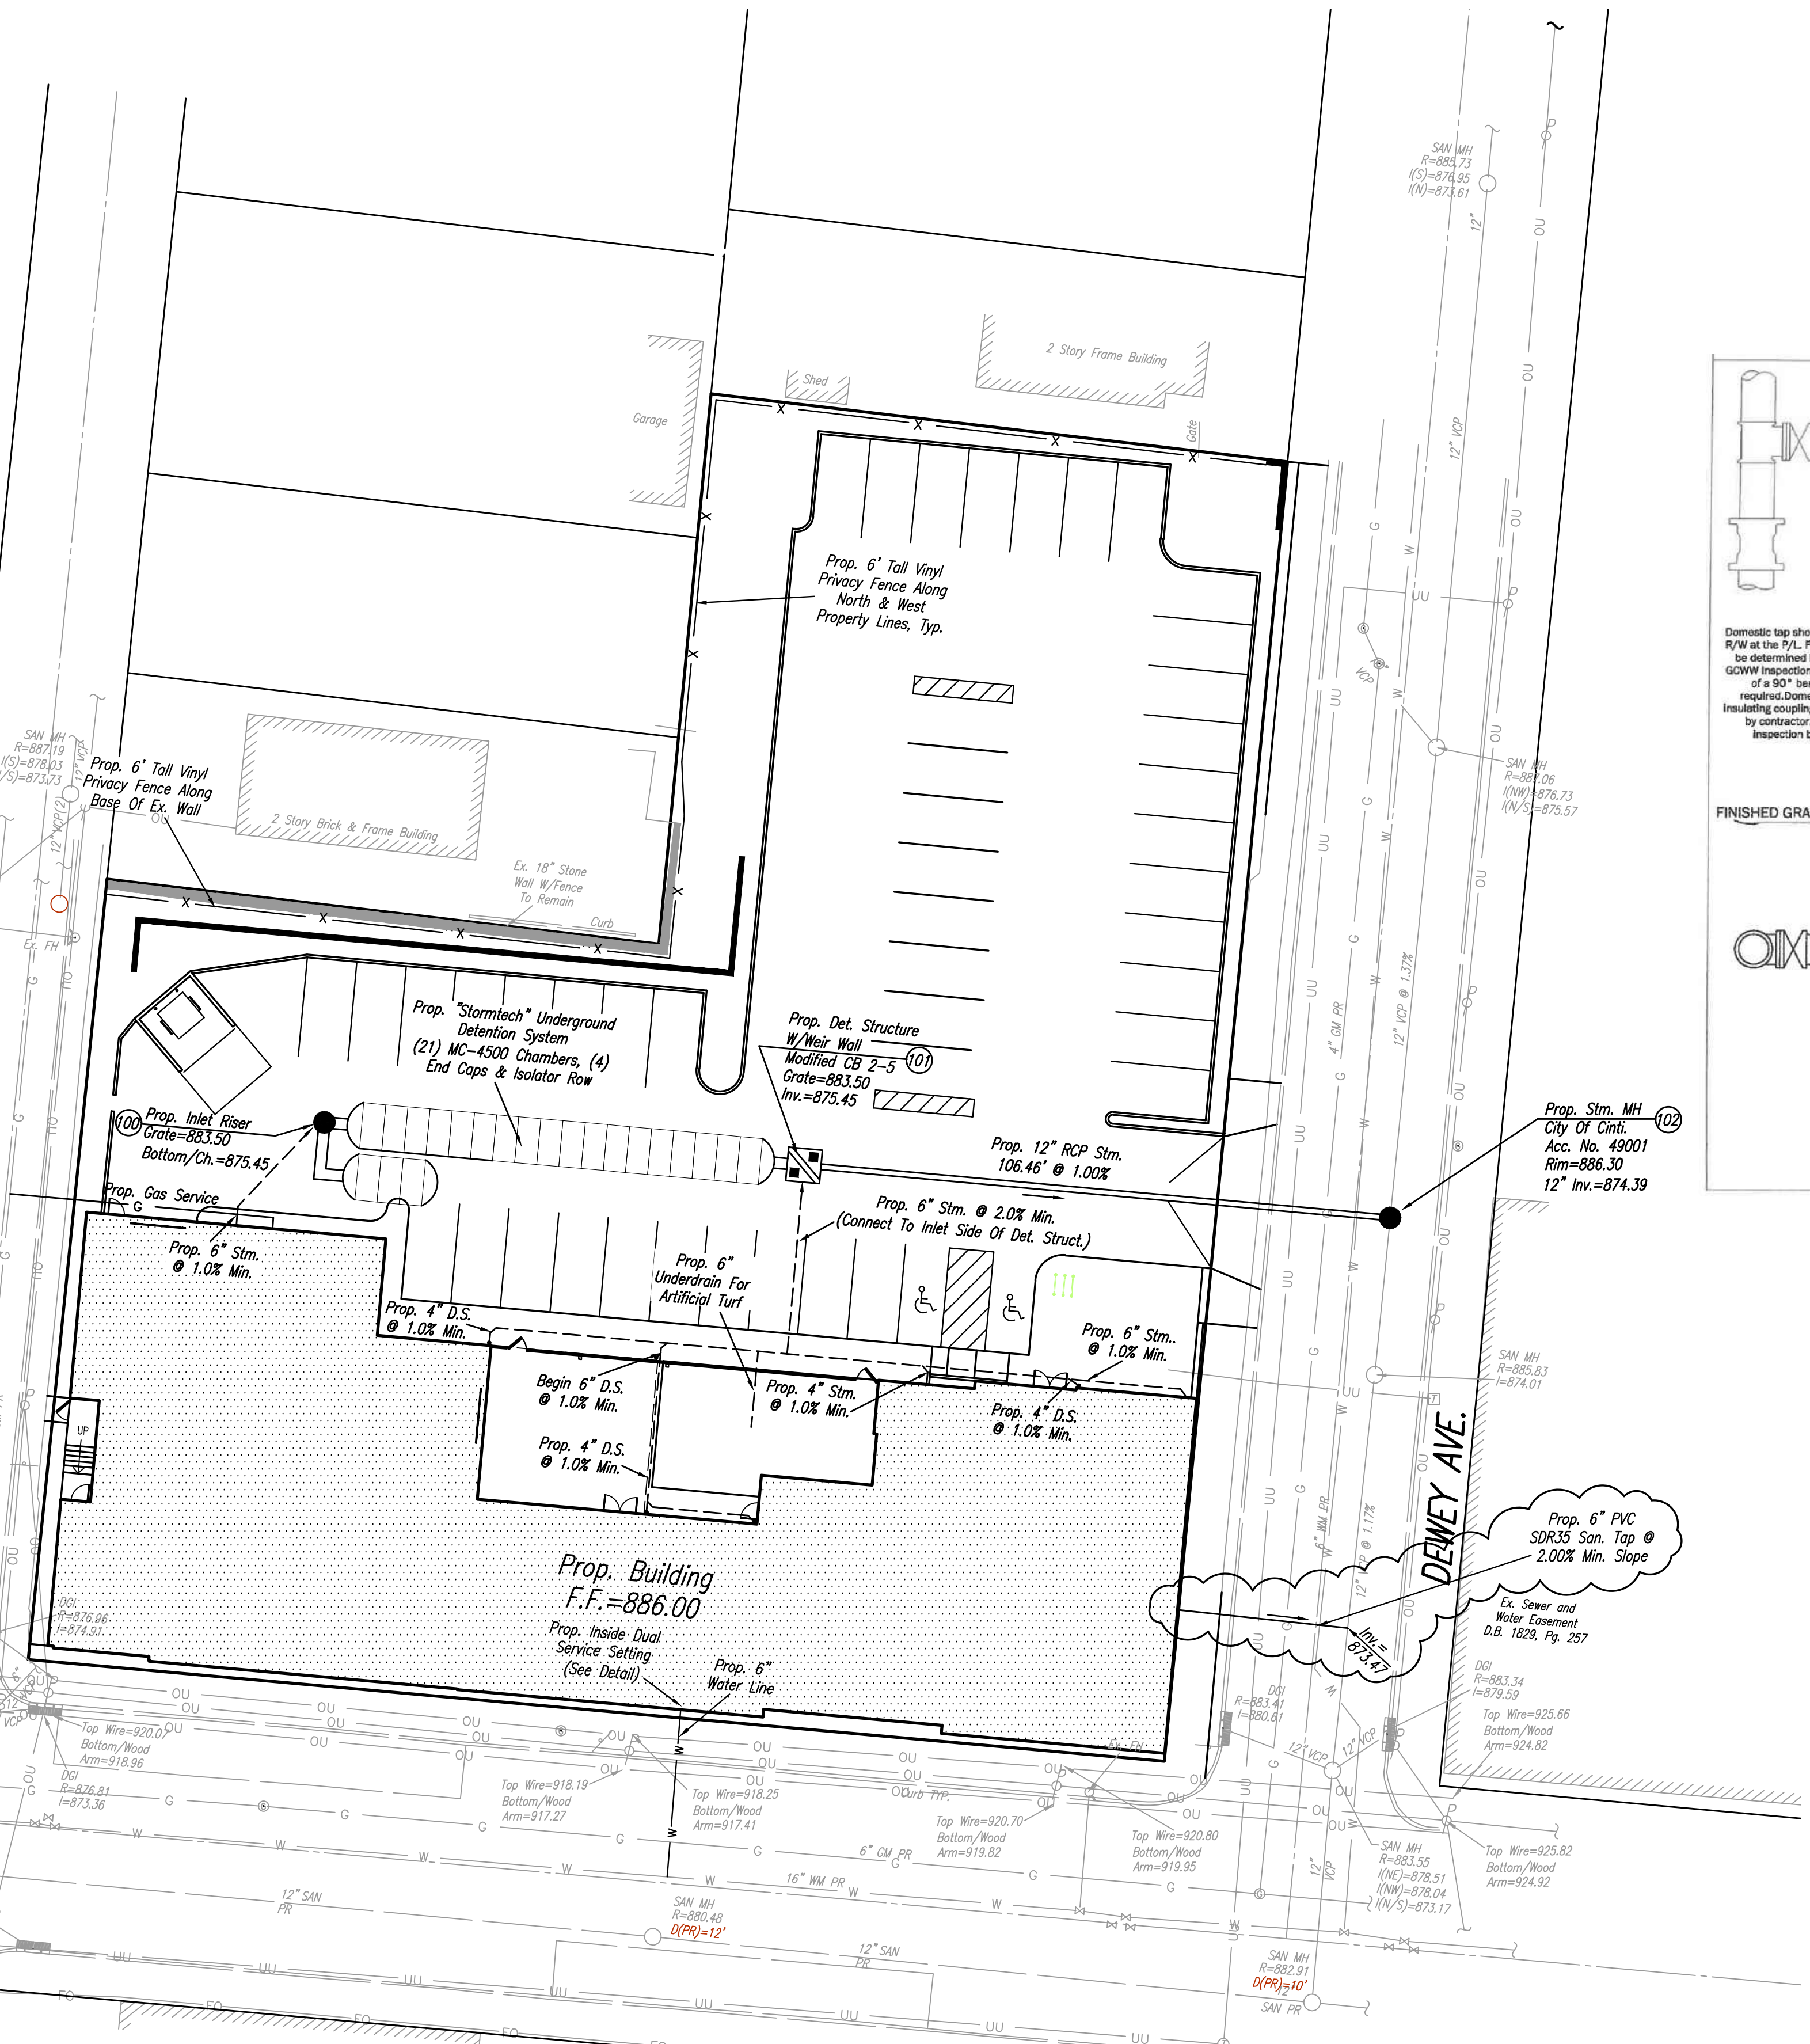 SAN MH
R=885.73
I(S)=876.95
I(N)=873.61
12"
P
OU
12" VCP
2 Story Frame Building
Shed
Garage
Gate
Prop. 6' Tall Vinyl
Privacy Fence Along
North & West
Property Lines, Typ.
Domestic tap sho
R/W at the P/L. P
be determined
GCWW Inspection
of a 90° be
required.Dome
insulating coupling
by contractor
inspection b
FINISHED GRA
SAN MH
R=887.19
I(S)=878.03
/S)=873.73
12" VCP
12" VCP(2)
Prop. 6' Tall Vinyl
Privacy Fence Along
Base Of Ex. Wall
2 Story Brick & Frame Building
Ex. 18" Stone
Wall W/Fence
To Remain
Curb
Ex. FH
VCP
SAN MH
R=887.06
I(NW)=876.73
I(N/S)=875.57
12" VCP @ 1.37%
4" GM PR
Prop. "Stormtech" Underground
Detention System
(21) MC-4500 Chambers, (4)
End Caps & Isolator Row
Prop. Det. Structure
W/Weir Wall
Modified CB 2-5
Grate=883.50
Inv.=875.45
101
100
Prop. Inlet Riser
Grate=883.50
Bottom/Ch.=875.45
Prop. Gas Service
G
Prop. 12" RCP Stm.
106.46' @ 1.00%
Prop. Stm. MH
City Of Cinti.
Acc. No. 49001
Rim=886.30
12" Inv.=874.39
102
Prop. 6" Stm. @ 2.0% Min.
(Connect To Inlet Side Of Det. Struct.)
Prop. 6" Stm.
@ 1.0% Min.
Prop. 6"
Underdrain For
Artificial Turf
Prop. 4" D.S.
@ 1.0% Min.
Prop. 6" Stm..
@ 1.0% Min.
SAN MH
R=885.83
I=874.01
Begin 6" D.S.
@ 1.0% Min.
Prop. 4" Stm.
@ 1.0% Min.
Prop. 4" D.S.
@ 1.0% Min.
Prop. 4" D.S.
@ 1.0% Min.
UP
DEWEY AVE.
6" WM PR
12" VCP @ 1.17%
Prop. 6" PVC
SDR35 San. Tap @
2.00% Min. Slope
Ex. Sewer and
Water Easement
D.B. 1829, Pg. 257
Inv.=
873.47
Prop. Building
F.F.=886.00
Prop. Inside Dual
Service Setting
(See Detail)
Prop. 6"
Water Line
DGI
R=876.96
I=874.91
DGI
R=883.41
I=880.61
DGI
R=883.34
I=879.59
Top Wire=925.66
Bottom/Wood
Arm=924.82
12" VCP
12" VCP
Top Wire=920.07
Bottom/Wood
Arm=918.96
DGI
R=876.81
I=873.36
Top Wire=918.19
Bottom/Wood
Arm=917.27
Top Wire=918.25
Bottom/Wood
Arm=917.41
Curb TYP.
Ex. FH
Top Wire=920.70
Bottom/Wood
Arm=919.82
Top Wire=920.80
Bottom/Wood
Arm=919.95
SAN MH
R=883.55
I(NE)=878.51
I(NW)=878.04
I(N/S)=873.17
Top Wire=925.82
Bottom/Wood
Arm=924.92
6" GM PR
16" WM PR
12"
VCP
12" SAN
PR
SAN MH
R=880.48
D(PR)=12'
12" SAN
PR
SAN MH
R=882.91
D(PR)=10'
12"
SAN PR
UU
FO